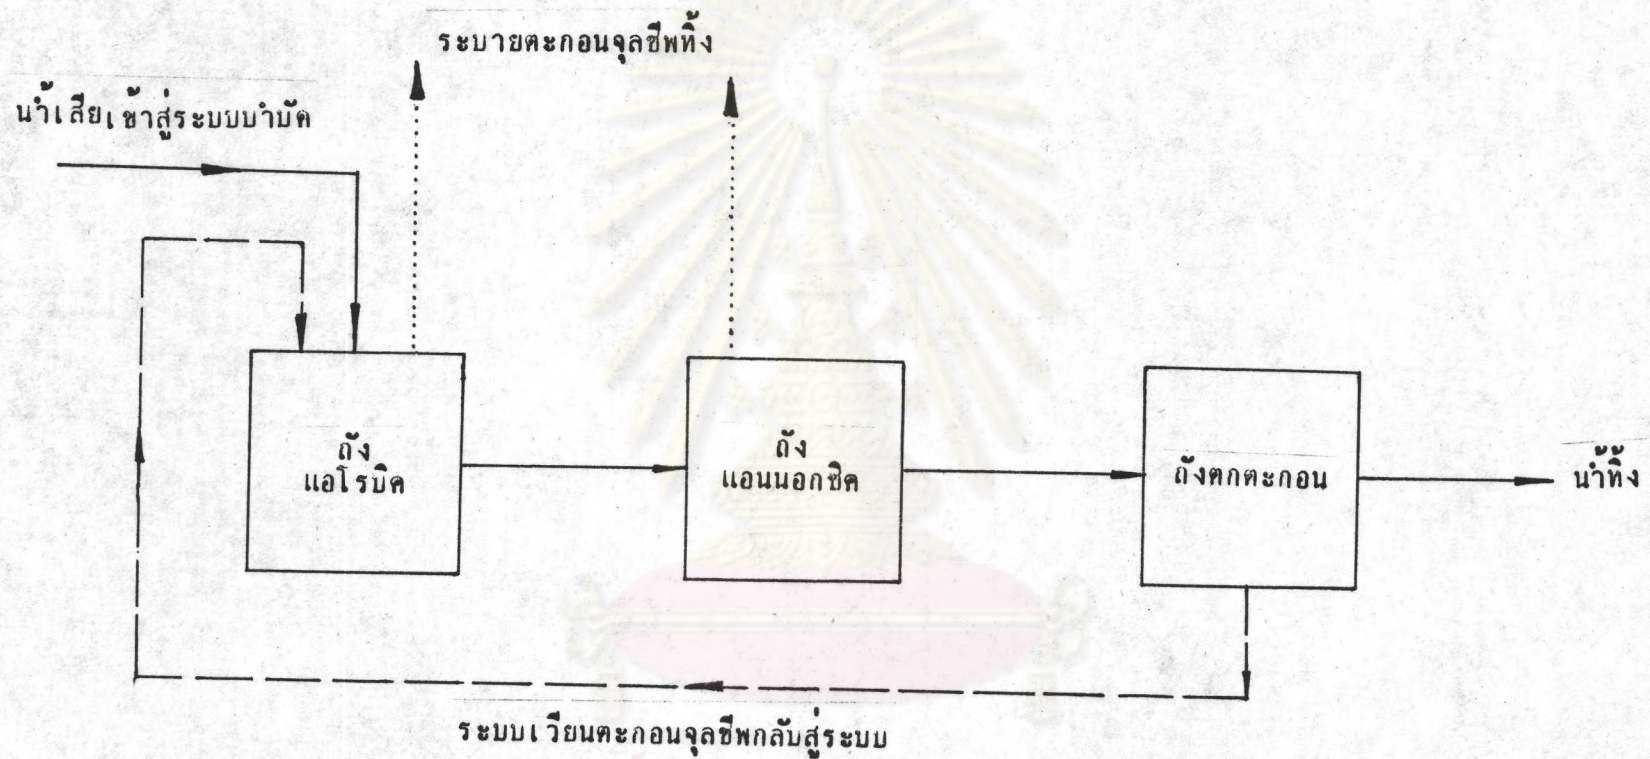 ระบายตะกอนจุลชีพทิ้ง
น้ำเสียเข้าสู่ระบบบำบัด
ถัง
แอโรบิค
ถัง
แอนนอกซิค
ถังตกตะกอน
น้ำทิ้ง
ระบบเวียนตะกอนจุลชีพกลับสู่ระบบ